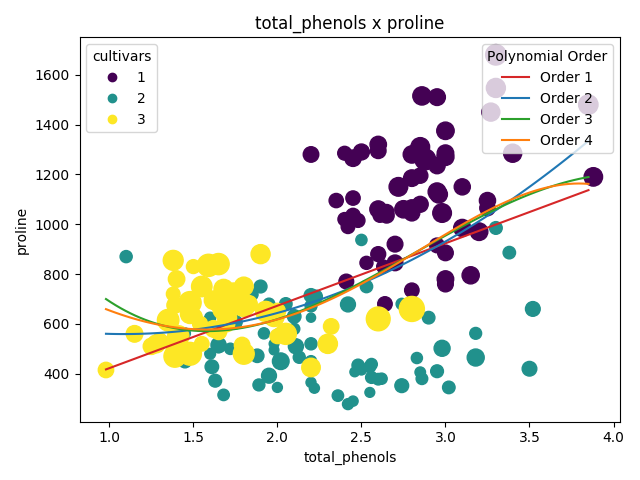 total_phenols x proline
cultivars
1
2
3
Polynomial Order
Order 1
Order 2
Order 3
Order 4
1600
1400
1200
1000
800
600
400
proline
1.0 1.5 2.0 2.5 3.0 3.5 4.0
total_phenols